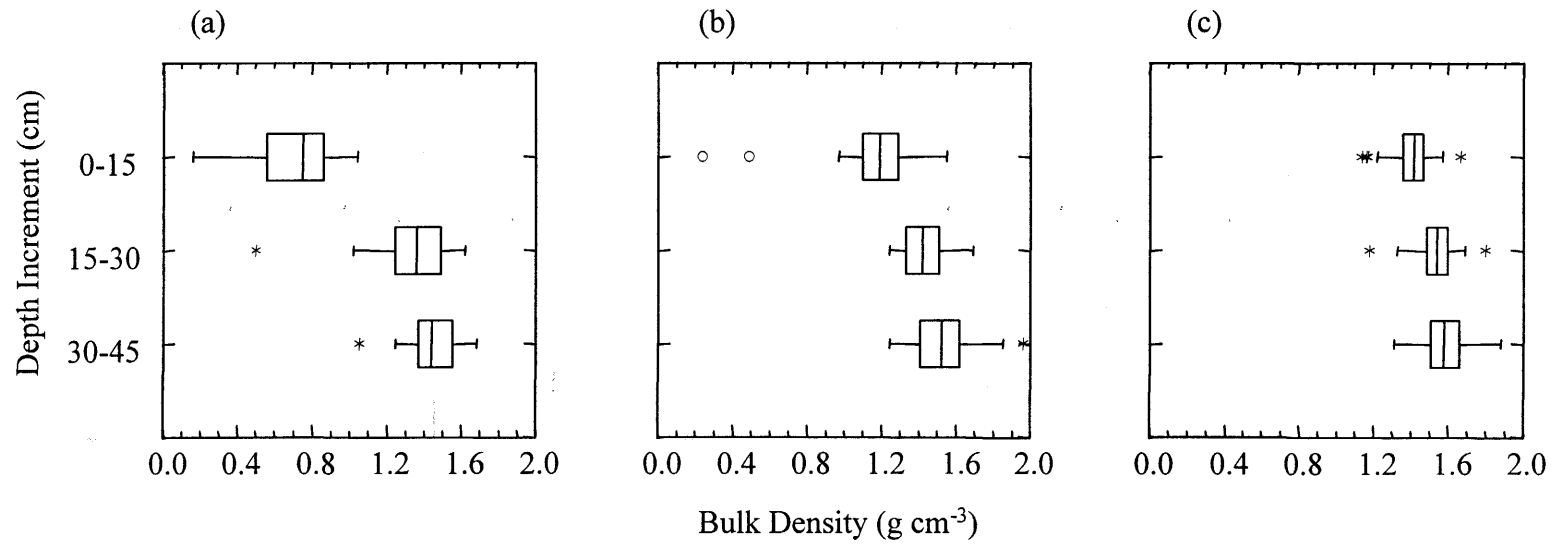 (a) (b) (c)
Depth Increment (cm)
0-15
15-30
30-45
0.0 0.4 0.8 1.2 1.6 2.0 0.0 0.4 0.8 1.2 1.6 2.0 0.0 0.4 0.8 1.2 1.6 2.0
Bulk Density (g cm⁻³)